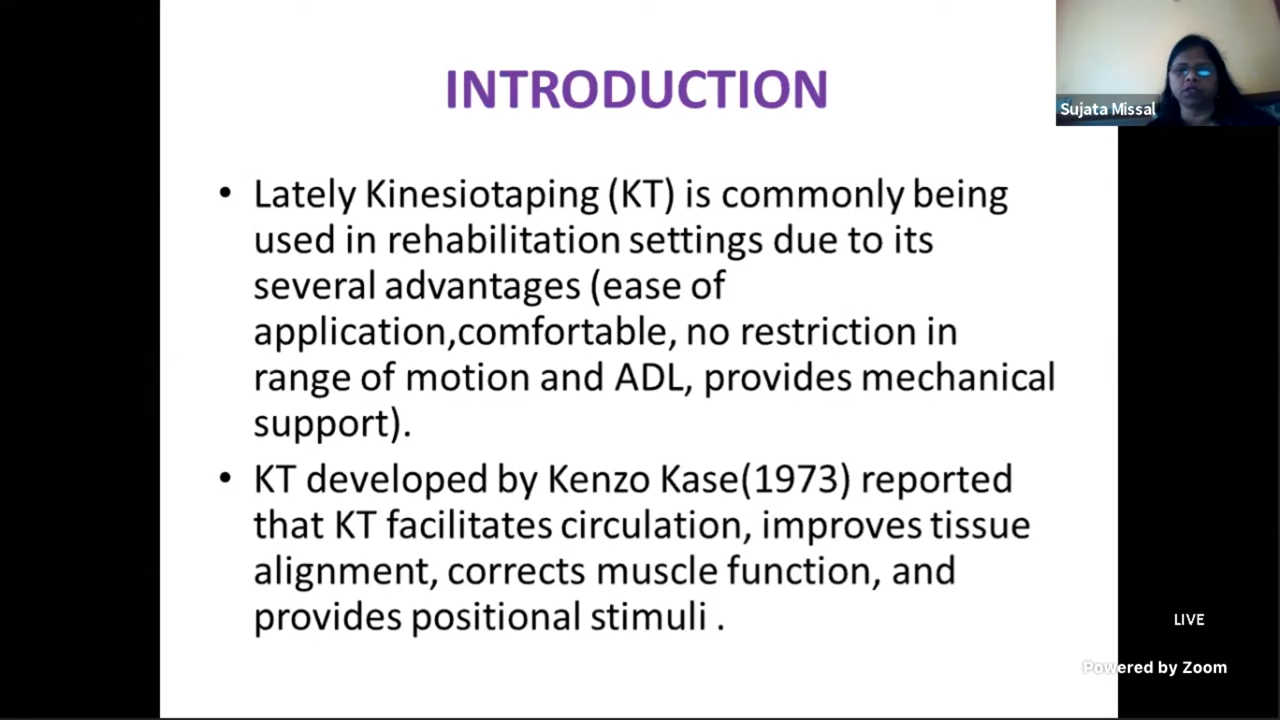 INTRODUCTION
Sujata Missal
• Lately Kinesiotaping (KT) is commonly being
used in rehabilitation settings due to its
several advantages (ease of
application,comfortable, no restriction in
range of motion and ADL, provides mechanical
support).
• KT developed by Kenzo Kase(1973) reported
that KT facilitates circulation, improves tissue
alignment, corrects muscle function, and
provides positional stimuli .
LIVE
Powered by Zoom